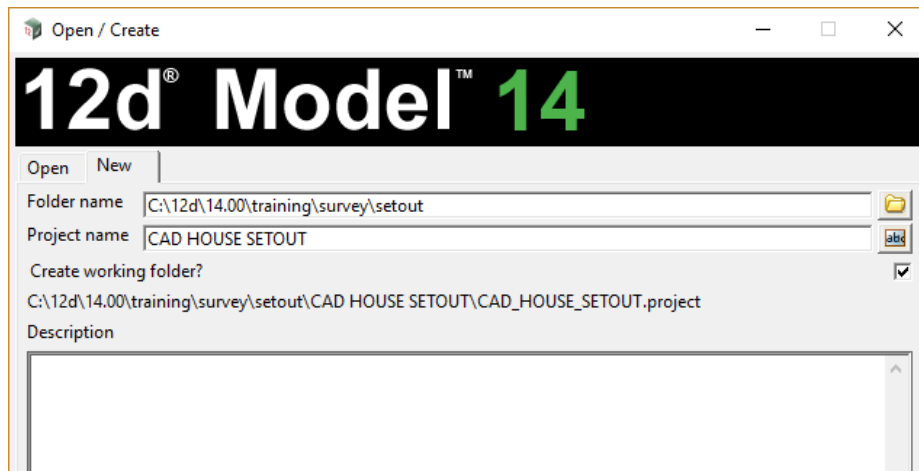 Open / Create
12d® Model™ 14
Open New
Folder name C:\12d\14.00\training\survey\setout
Project name CAD HOUSE SETOUT abc
Create working folder?
C:\12d\14.00\training\survey\setout\CAD HOUSE SETOUT\CAD_HOUSE_SETOUT.project
Description